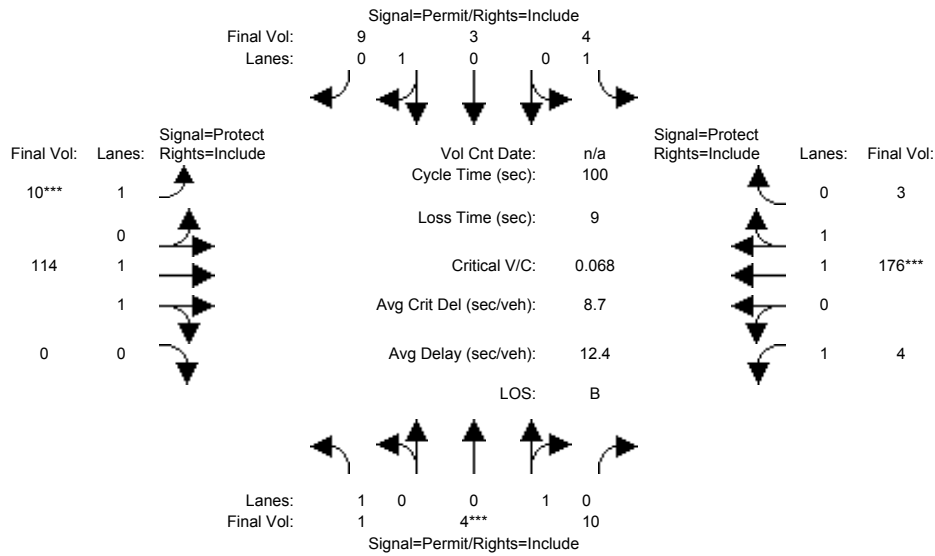 Signal=Permit/Rights=Include
Final Vol: 9 3 4
Lanes: 0 1 0 0 1
Signal=Protect
Final Vol: Lanes: Rights=Include
Vol Cnt Date: n/a
Signal=Protect
Rights=Include Lanes: Final Vol:
Cycle Time (sec): 100
10*** 1
0 3
Loss Time (sec): 9
0
1
114 1
Critical V/C: 0.068
1 176***
1
Avg Crit Del (sec/veh): 8.7
0
0 0
Avg Delay (sec/veh): 12.4
1 4
LOS: B
Lanes: 1 0 0 1 0
Final Vol: 1 4*** 10
Signal=Permit/Rights=Include